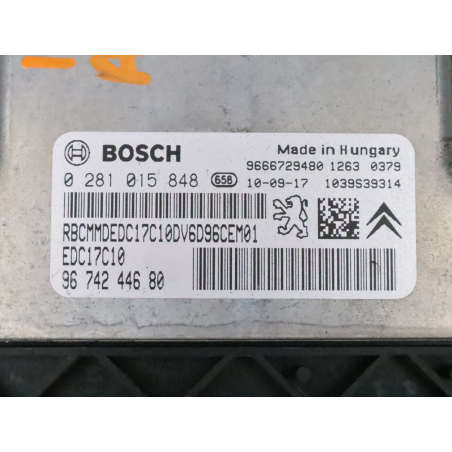 BOSCH Made in Hungary
9666729480 1263 0379
0 281 015 848 658 10-09-17 1039S39314
RBCMMDEDC17C10DV6D96CEM01
EDC17C10
96 742 446 80